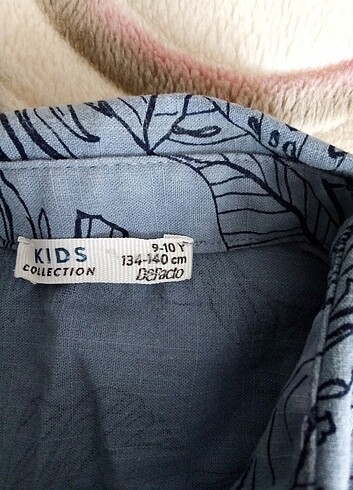 KIDS
COLLECTION
9-10 Y
134-140 cm
DeFacto